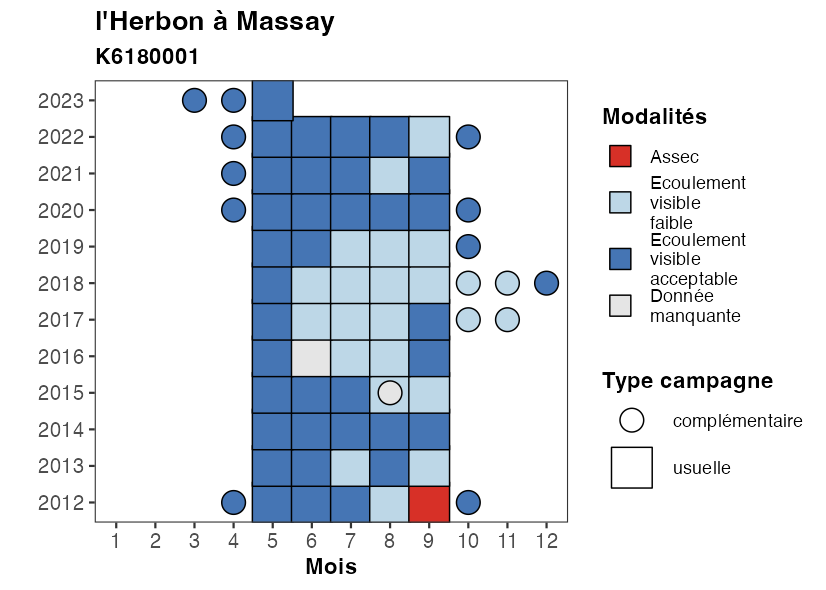 l'Herbon à Massay
K6180001
2023
2022
2021
2020
2019
2018
2017
2016
2015
2014
2013
2012
1 2 3 4 5 6 7 8 9 10 11 12
Mois
Modalités
Assec
Ecoulement
visible
faible
Ecoulement
visible
acceptable
Donnée
manquante
Type campagne
complémentaire
usuelle